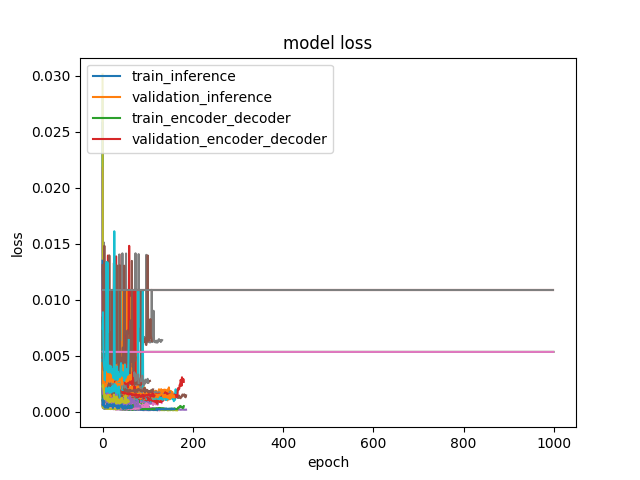 model loss
train_inference
validation_inference
train_encoder_decoder
validation_encoder_decoder
0.030
0.025
0.020
0.015
0.010
0.005
0.000
loss
0 200 400 600 800 1000
epoch